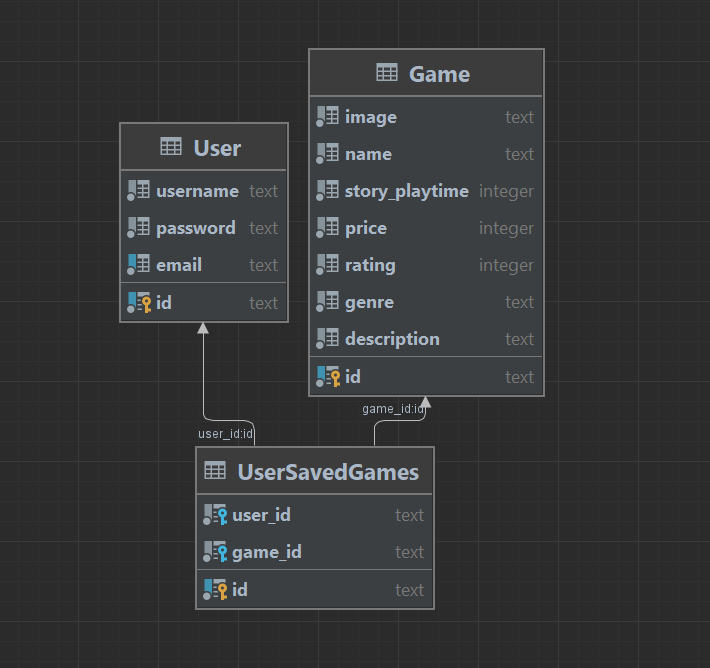 User
username text
password text
email text
id text
Game
image text
name text
story_playtime integer
price integer
rating integer
genre text
description text
id text
user_id:id
game_id:id
UserSavedGames
user_id text
game_id text
id text